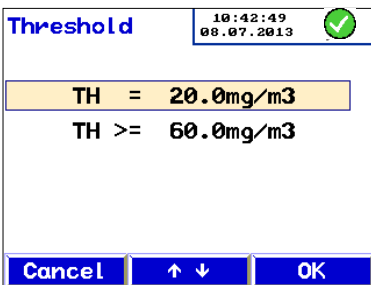 Threshold
10:42:49
08.07.2013
TH = 20.0mg/m3
TH >= 60.0mg/m3
Cancel ↑ ↓ OK